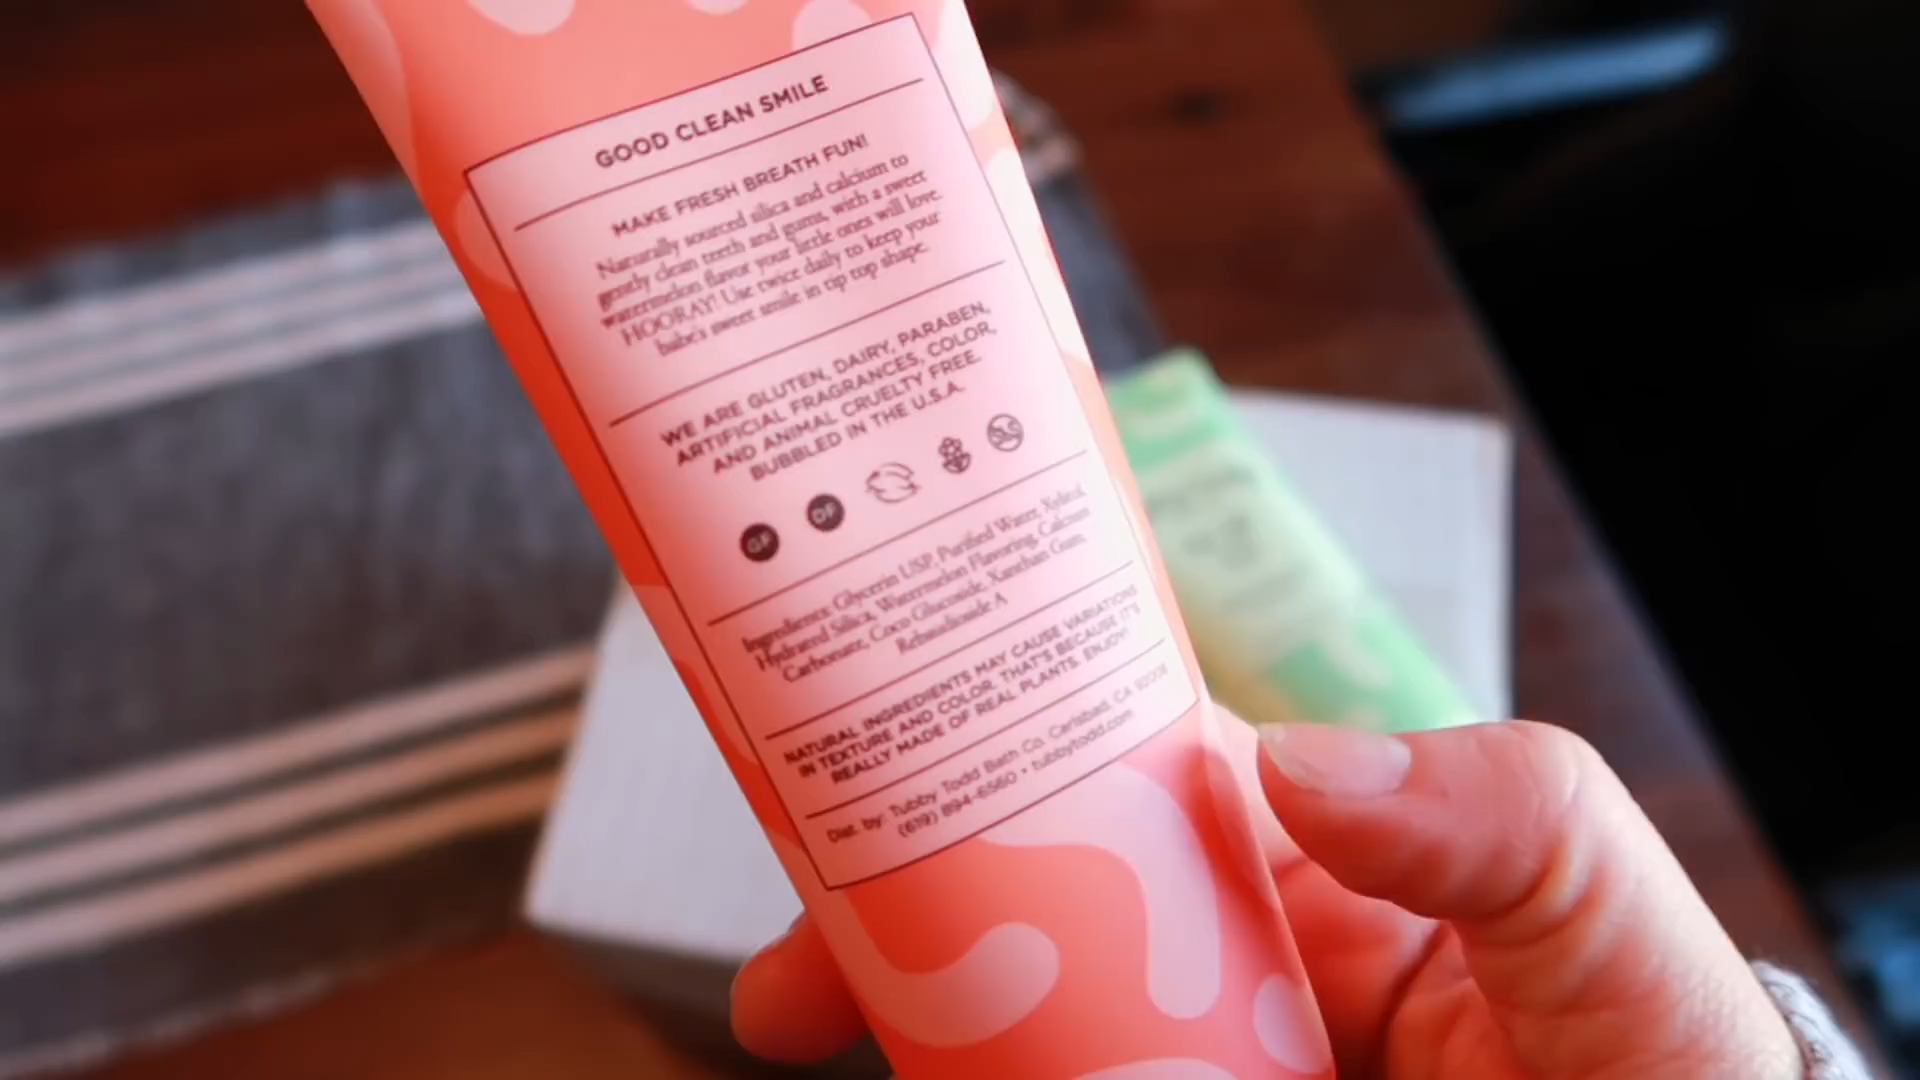 GOOD CLEAN SMILE
MAKE FRESH BREATH FUN!
Naturally sourced silica and calcium to
gently clean teeth and gums, with a sweet
watermelon flavor your little ones will love.
HOORAY! Use twice daily to keep your
babe's sweet smile in tip top shape.
WE ARE GLUTEN, DAIRY, PARABEN,
ARTIFICIAL FRAGRANCES, COLOR,
AND ANIMAL CRUELTY FREE.
BUBBLED IN THE U.S.A.
GF DF
Ingredients: Glycerin USP, Purified Water, Xylitol,
Hydrated Silica, Watermelon Flavoring, Calcium
Carbonate, Coco Glucoside, Xanthan Gum,
Rebaudioside A
NATURAL INGREDIENTS MAY CAUSE VARIATIONS
IN TEXTURE AND COLOR. THAT'S BECAUSE IT'S
REALLY MADE OF REAL PLANTS. ENJOY!
Dist. by: Tubby Todd Bath Co. Carlsbad, CA 92008
(619) 894-6560 • tubbytodd.com